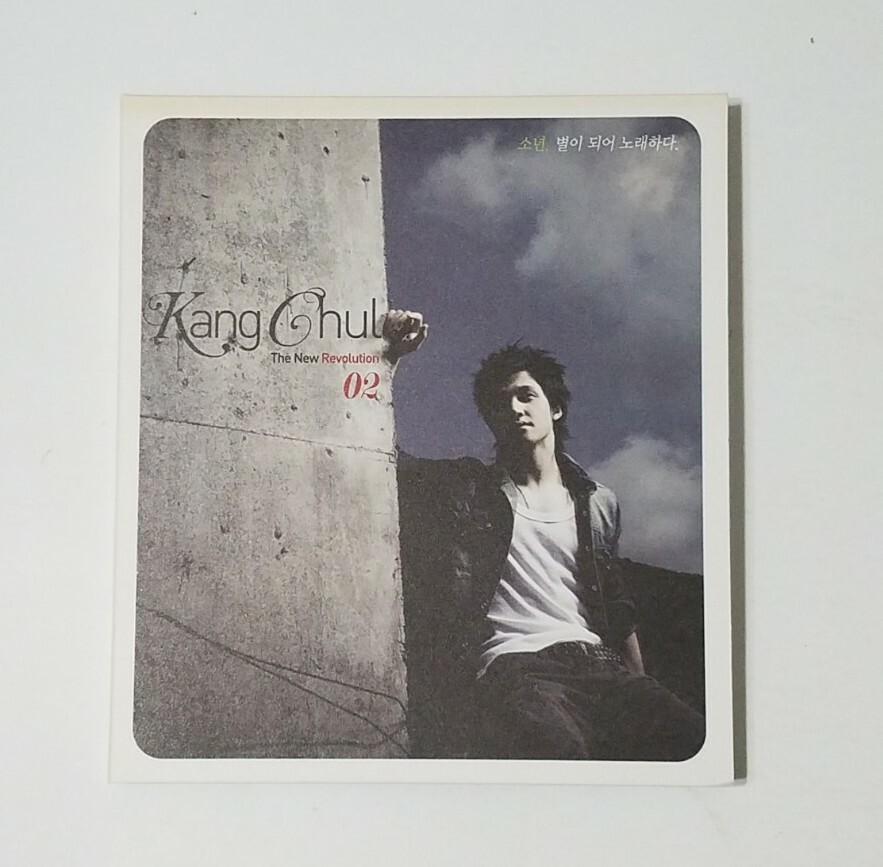 소년, 별이 되어 노래하다.
Kang Chul
The New Revolution
02